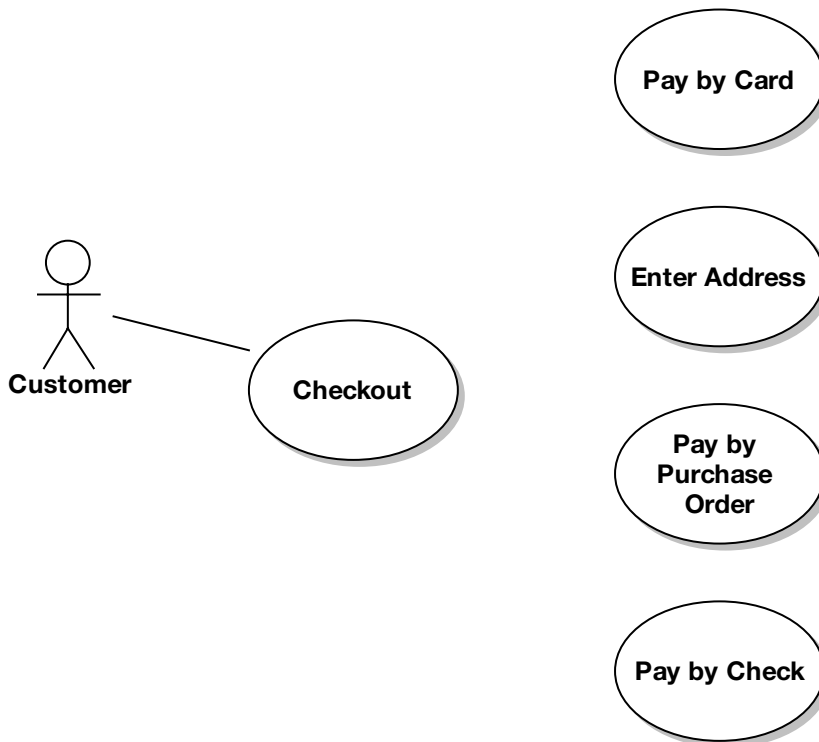 Pay by Card
Enter Address
Customer
Checkout
Pay by
Purchase
Order
Pay by Check